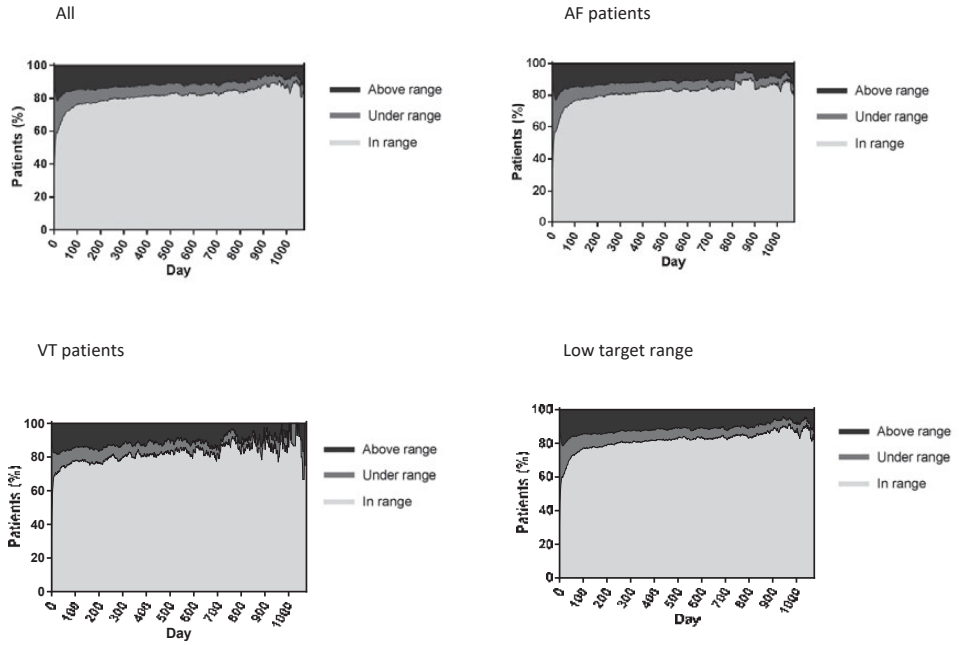 All
Patients (%)
100
80
60
40
20
0
0 100 200 300 400 500 600 700 800 900 1000
Day
Above range
Under range
In range
AF patients
Patients (%)
100
80
60
40
20
0
0 100 200 300 400 500 600 700 800 900 1000
Day
Above range
Under range
In range
VT patients
Patients (%)
100
80
60
40
20
0
0 100 200 300 400 500 600 700 800 900 1000
Day
Above range
Under range
In range
Low target range
Patients (%)
100
80
60
40
20
0
0 100 200 300 400 500 600 700 800 900 1000
Day
Above range
Under range
In range